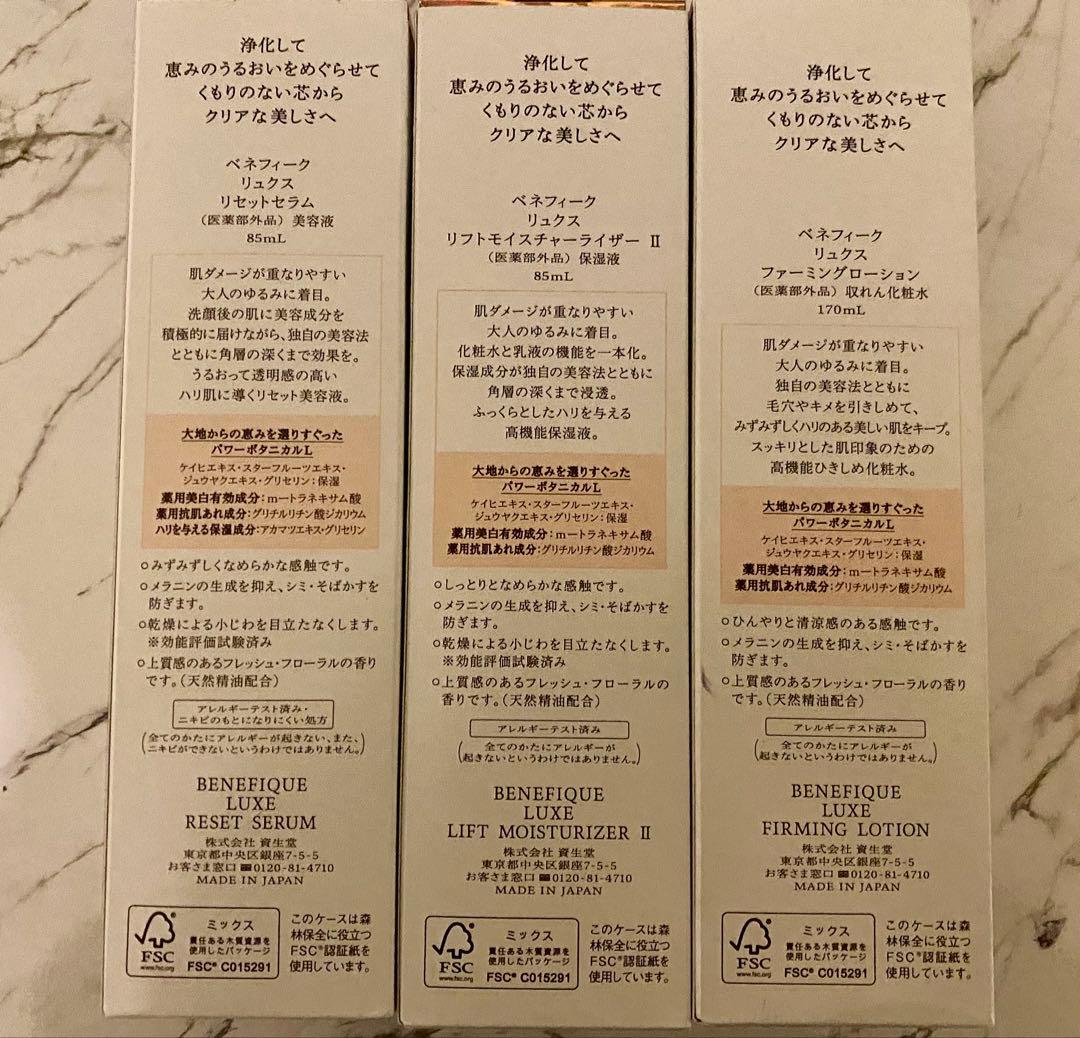 浄化して
恵みのうるおいをめぐらせて
くもりのない芯から
クリアな美しさへ
ベネフィーク
リュクス
リセットセラム
(医薬部外品) 美容液
85mL
肌ダメージが重なりやすい
大人のゆるみに着目。
洗顔後の肌に美容成分を
積極的に届けながら、独自の美容法
とともに角層の深くまで効果を。
うるおって透明感の高い
ハリ肌に導くリセット美容液。
大地からの恵みを選りすぐった
パワーボタニカルL
ケイヒエキス・スターフルーツエキス・
ジュウヤクエキス・グリセリン:保湿
薬用美白有効成分:m-トラネキサム酸
薬用抗肌あれ成分:グリチルリチン酸ジカリウム
ハリを与える保湿成分:アカマツエキス・グリセリン
○みずみずしくなめらかな感触です。
○メラニンの生成を抑え、シミ・そばかすを
防ぎます。
○乾燥による小じわを目立たなくします。
※効能評価試験済み
○上質感のあるフレッシュ・フローラルの香り
です。(天然精油配合)
アレルギーテスト済み・
ニキビのもとになりにくい処方
(全てのかたにアレルギーが起きない、また、
ニキビができないというわけではありません。)
BENEFIQUE
LUXE
RESET SERUM
株式会社 資生堂
東京都中央区銀座7-5-5
お客さま窓口 0120-81-4710
MADE IN JAPAN
FSC
www.fsc.org
ミックス
責任ある木質資源を
使用したパッケージ
FSC® C015291
このケースは森
林保全に役立つ
FSC®認証紙を
使用しています。
浄化して
恵みのうるおいをめぐらせて
くもりのない芯から
クリアな美しさへ
ベネフィーク
リュクス
リフトモイスチャーライザー Ⅱ
(医薬部外品) 保湿液
85mL
肌ダメージが重なりやすい
大人のゆるみに着目。
化粧水と乳液の機能を一本化。
保湿成分が独自の美容法とともに
角層の深くまで浸透。
ふっくらとしたハリを与える
高機能保湿液。
大地からの恵みを選りすぐった
パワーボタニカルL
ケイヒエキス・スターフルーツエキス・
ジュウヤクエキス・グリセリン:保湿
薬用美白有効成分:m-トラネキサム酸
薬用抗肌あれ成分:グリチルリチン酸ジカリウム
○しっとりとなめらかな感触です。
○メラニンの生成を抑え、シミ・そばかすを
防ぎます。
○乾燥による小じわを目立たなくします。
※効能評価試験済み
○上質感のあるフレッシュ・フローラルの
香りです。(天然精油配合)
アレルギーテスト済み
(全てのかたにアレルギーが
起きないというわけではありません。)
BENEFIQUE
LUXE
LIFT MOISTURIZER Ⅱ
株式会社 資生堂
東京都中央区銀座7-5-5
お客さま窓口 0120-81-4710
MADE IN JAPAN
FSC
www.fsc.org
ミックス
責任ある木質資源を
使用したパッケージ
FSC® C015291
このケースは森
林保全に役立つ
FSC®認証紙を
使用しています。
浄化して
恵みのうるおいをめぐらせて
くもりのない芯から
クリアな美しさへ
ベネフィーク
リュクス
ファーミングローション
(医薬部外品) 収れん化粧水
170mL
肌ダメージが重なりやすい
大人のゆるみに着目。
独自の美容法とともに
毛穴やキメを引きしめて、
みずみずしくハリのある美しい肌をキープ。
スッキリとした肌印象のための
高機能ひきしめ化粧水。
大地からの恵みを選りすぐった
パワーボタニカルL
ケイヒエキス・スターフルーツエキス・
ジュウヤクエキス・グリセリン:保湿
薬用美白有効成分:m-トラネキサム酸
薬用抗肌あれ成分:グリチルリチン酸ジカリウム
○ひんやりと清涼感のある感触です。
○メラニンの生成を抑え、シミ・そばかすを
防ぎます。
○上質感のあるフレッシュ・フローラルの香り
です。(天然精油配合)
アレルギーテスト済み
(全てのかたにアレルギーが
起きないというわけではありません。)
BENEFIQUE
LUXE
FIRMING LOTION
株式会社 資生堂
東京都中央区銀座7-5-5
お客さま窓口 0120-81-4710
MADE IN JAPAN
FSC
www.fsc.org
ミックス
責任ある木質資源を
使用したパッケージ
FSC® C015291
このケースは森
林保全に役立つ
FSC®認証紙を
使用しています。